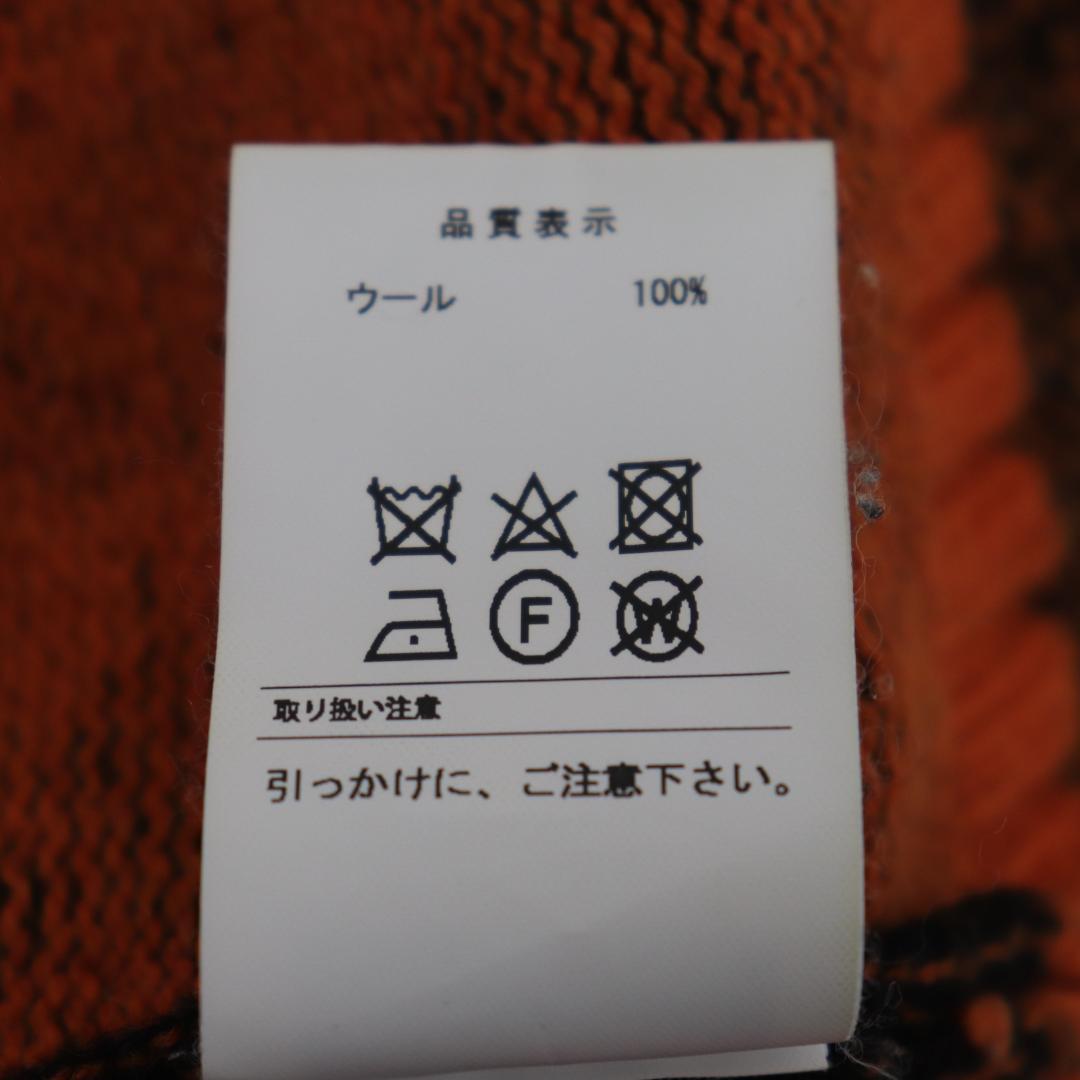 品質表示
ウール 100%
F W
取り扱い注意
引っかけに、ご注意下さい。